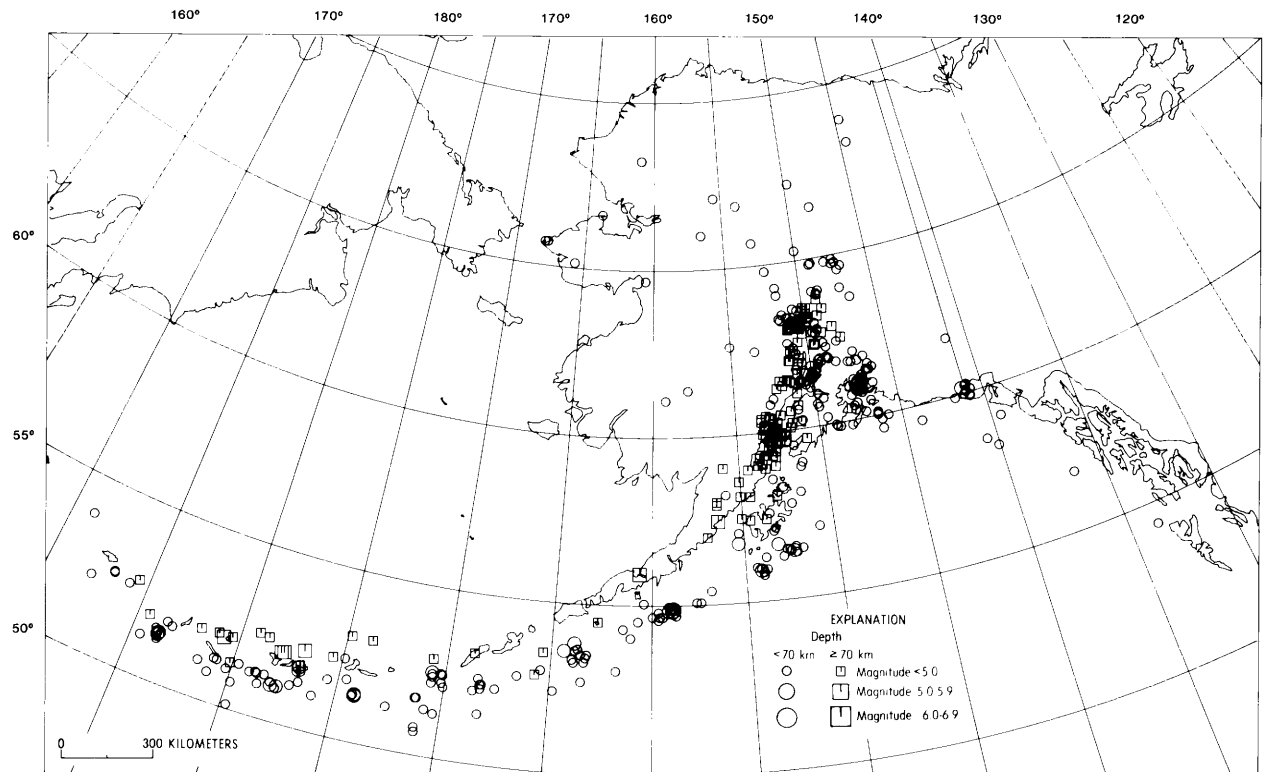 160° 170° 180° 170° 160° 150° 140° 130° 120°
60°
55°
50°
EXPLANATION
Depth
<70 km ≥70 km
Magnitude <5 0
Magnitude 5 0-5 9
Magnitude 6.0-6 9
0 300 KILOMETERS